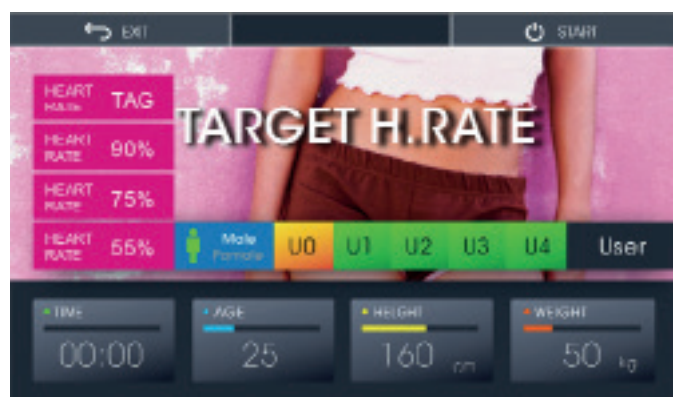 EXIT
START
HEART RATE TAG
HEART RATE 90%
HEART RATE 75%
HEART RATE 55%
TARGET H.RATE
Male
Female
U0 U1 U2 U3 U4 User
TIME
00:00
AGE
25
HEIGHT
160 cm
WEIGHT
50 kg